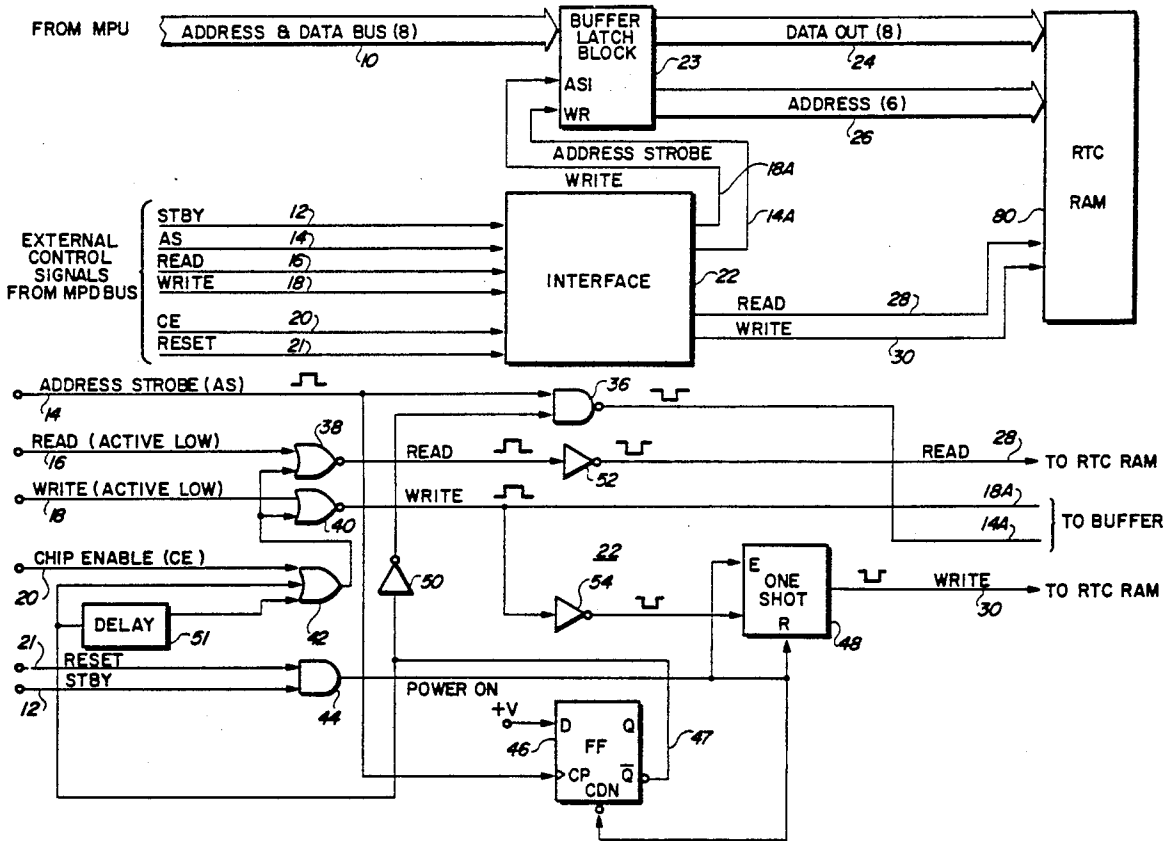 FROM MPU
ADDRESS & DATA BUS (8)
10
BUFFER
LATCH
BLOCK
ASI
WR
23
DATA OUT (8)
24
ADDRESS (6)
26
RTC
RAM
80
ADDRESS STROBE
WRITE
18A
14A
EXTERNAL
CONTROL
SIGNALS
FROM MPDBUS
STBY
12
AS
14
READ
16
WRITE
18
CE
20
RESET
21
INTERFACE
22
READ
28
WRITE
30
ADDRESS STROBE (AS)
14
36
READ (ACTIVE LOW)
16
38
READ
52
READ
28
TO RTC RAM
WRITE (ACTIVE LOW)
18
40
WRITE
18A
14A
TO BUFFER
22
CHIP ENABLE (CE)
20
42
50
54
E
ONE
SHOT
R
48
WRITE
30
TO RTC RAM
DELAY
51
21
RESET
STBY
12
44
POWER ON
+V
46
D
Q
FF
CP
Q̅
CDN
47